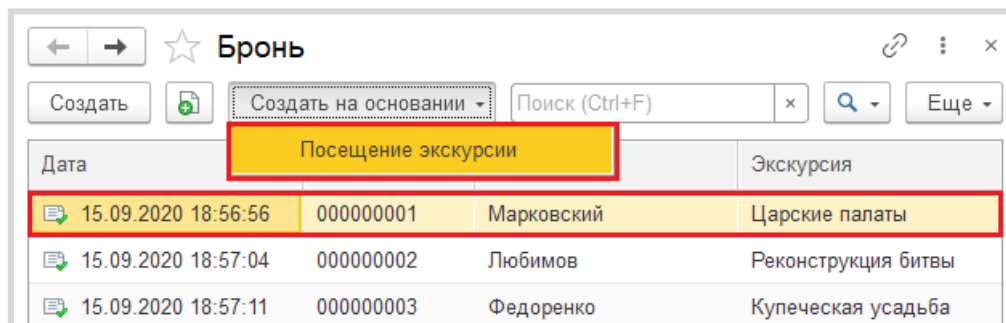 Бронь
Создать Создать на основании Поиск (Ctrl+F) × Еще
Посещение экскурсии
Дата Экскурсия
15.09.2020 18:56:56 000000001 Марковский Царские палаты
15.09.2020 18:57:04 000000002 Любимов Реконструкция битвы
15.09.2020 18:57:11 000000003 Федоренко Купеческая усадьба